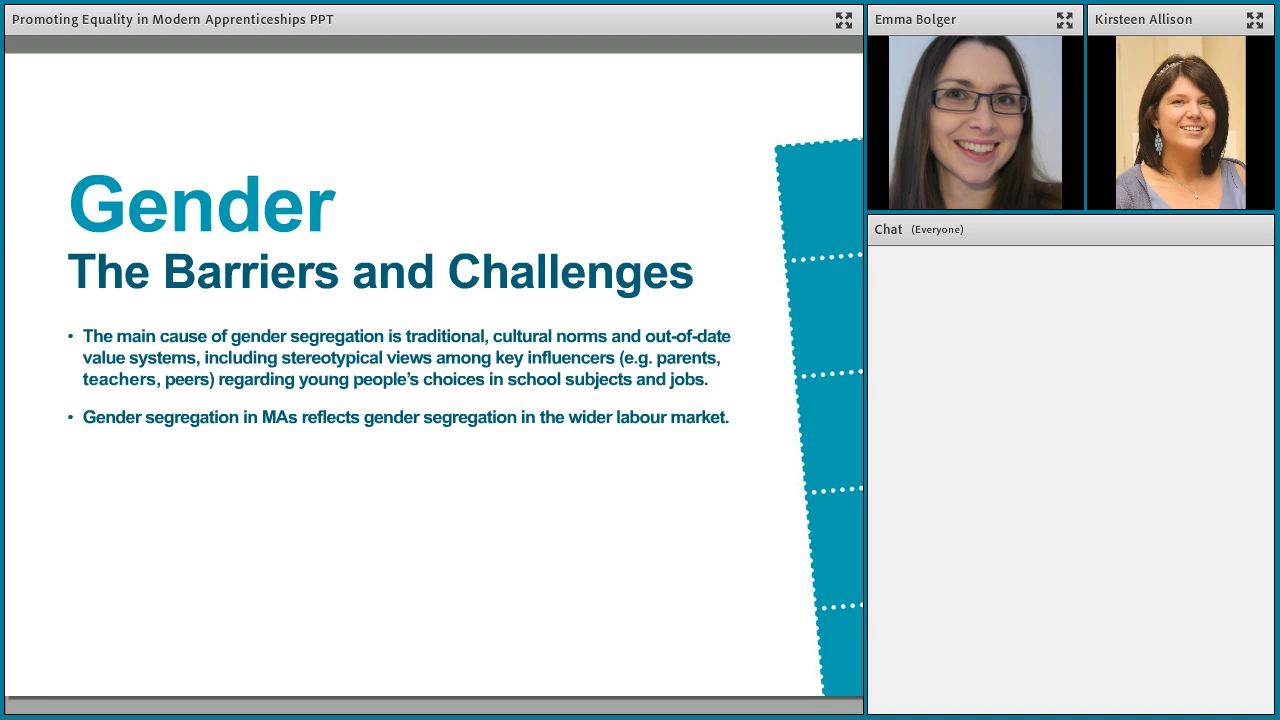 Promoting Equality in Modern Apprenticeships PPT
Emma Bolger
Kirsteen Allison
Chat (Everyone)
Gender
The Barriers and Challenges
• The main cause of gender segregation is traditional, cultural norms and out-of-date
value systems, including stereotypical views among key influencers (e.g. parents,
teachers, peers) regarding young people’s choices in school subjects and jobs.
• Gender segregation in MAs reflects gender segregation in the wider labour market.